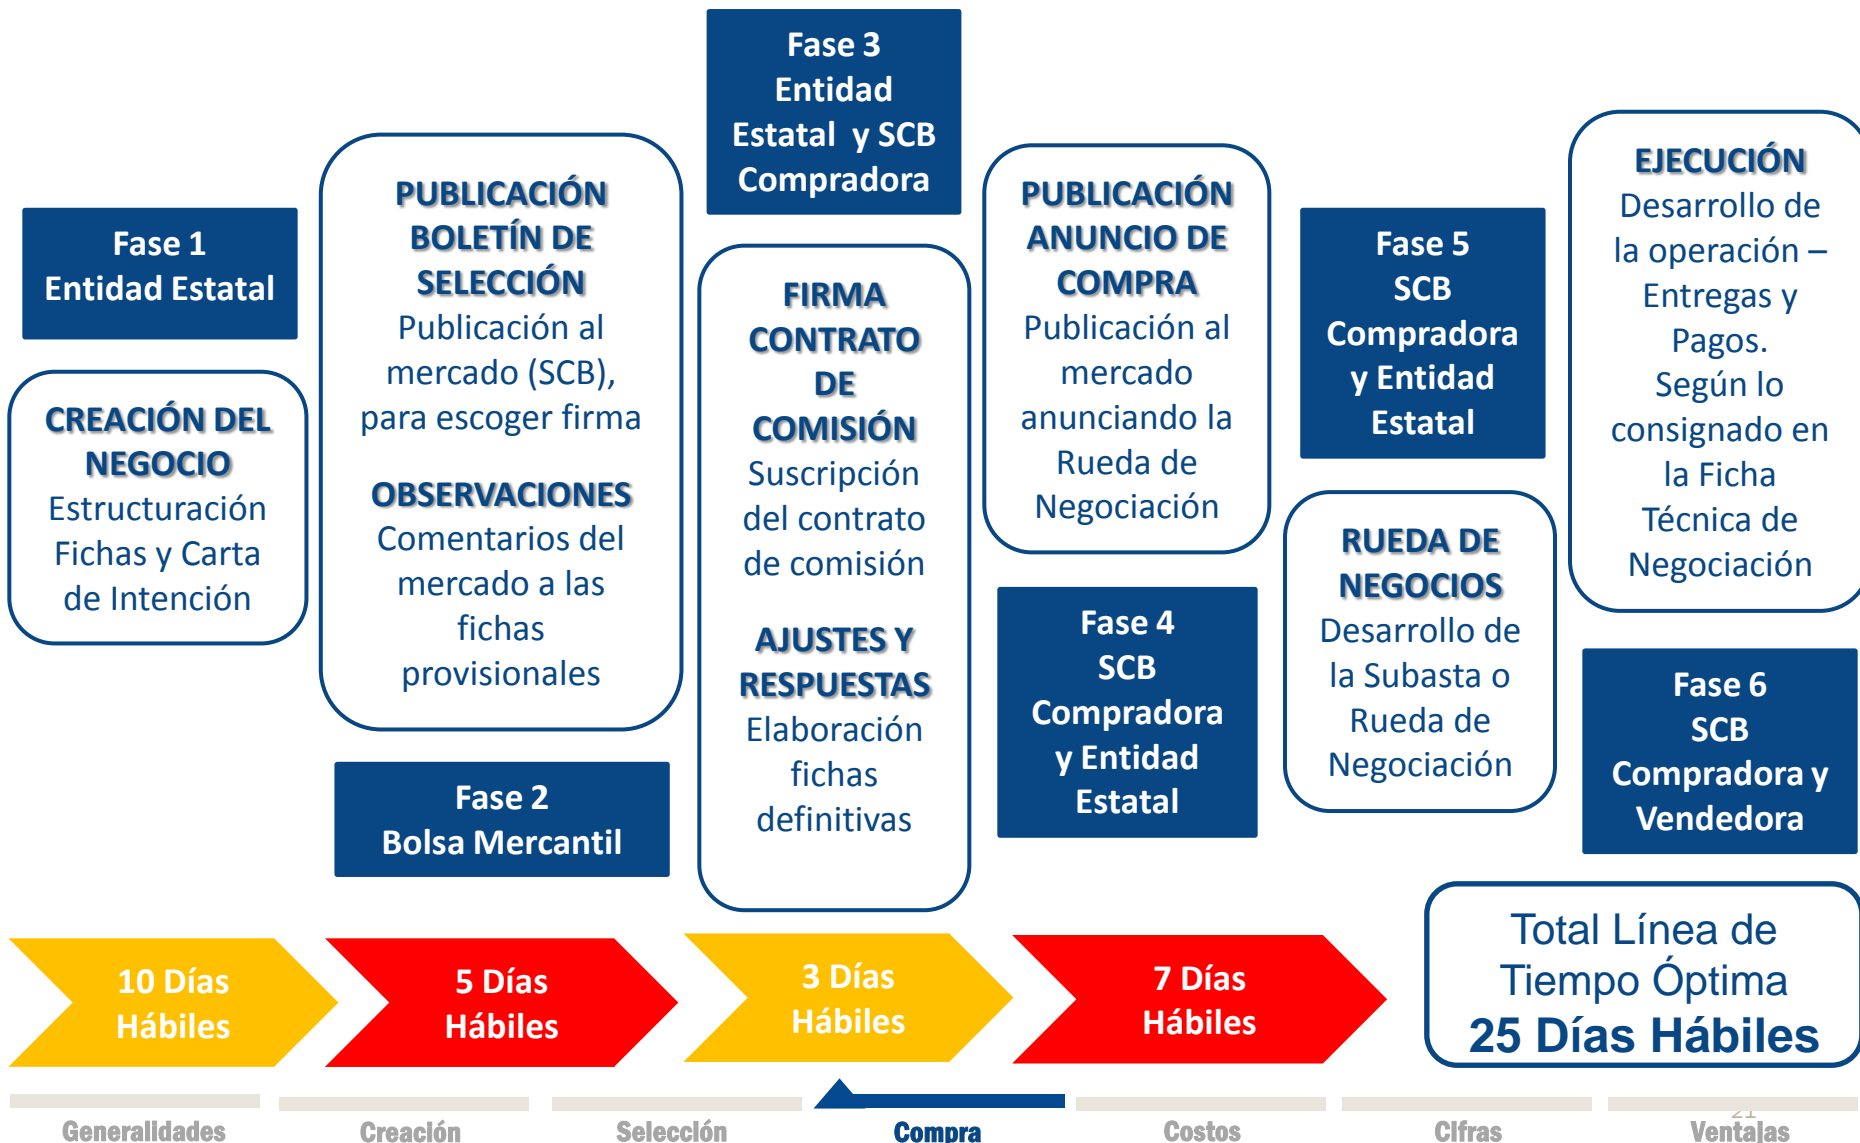 Fase 1
Entidad Estatal
CREACIÓN DEL
NEGOCIO
Estructuración
Fichas y Carta
de Intención
PUBLICACIÓN
BOLETÍN DE
SELECCIÓN
Publicación al
mercado (SCB),
para escoger firma
OBSERVACIONES
Comentarios del
mercado a las
fichas
provisionales
Fase 2
Bolsa Mercantil
Fase 3
Entidad
Estatal y SCB
Compradora
FIRMA
CONTRATO
DE
COMISIÓN
Suscripción
del contrato
de comisión
AJUSTES Y
RESPUESTAS
Elaboración
fichas
definitivas
PUBLICACIÓN
ANUNCIO DE
COMPRA
Publicación al
mercado
anunciando la
Rueda de
Negociación
Fase 4
SCB
Compradora
y Entidad
Estatal
Fase 5
SCB
Compradora
y Entidad
Estatal
RUEDA DE
NEGOCIOS
Desarrollo de
la Subasta o
Rueda de
Negociación
EJECUCIÓN
Desarrollo de
la operación –
Entregas y
Pagos.
Según lo
consignado en
la Ficha
Técnica de
Negociación
Fase 6
SCB
Compradora y
Vendedora
10 Días
Hábiles
5 Días
Hábiles
3 Días
Hábiles
7 Días
Hábiles
Total Línea de
Tiempo Óptima
25 Días Hábiles
21
Generalidades
Creación
Selección
Compra
Costos
Cifras
Ventajas